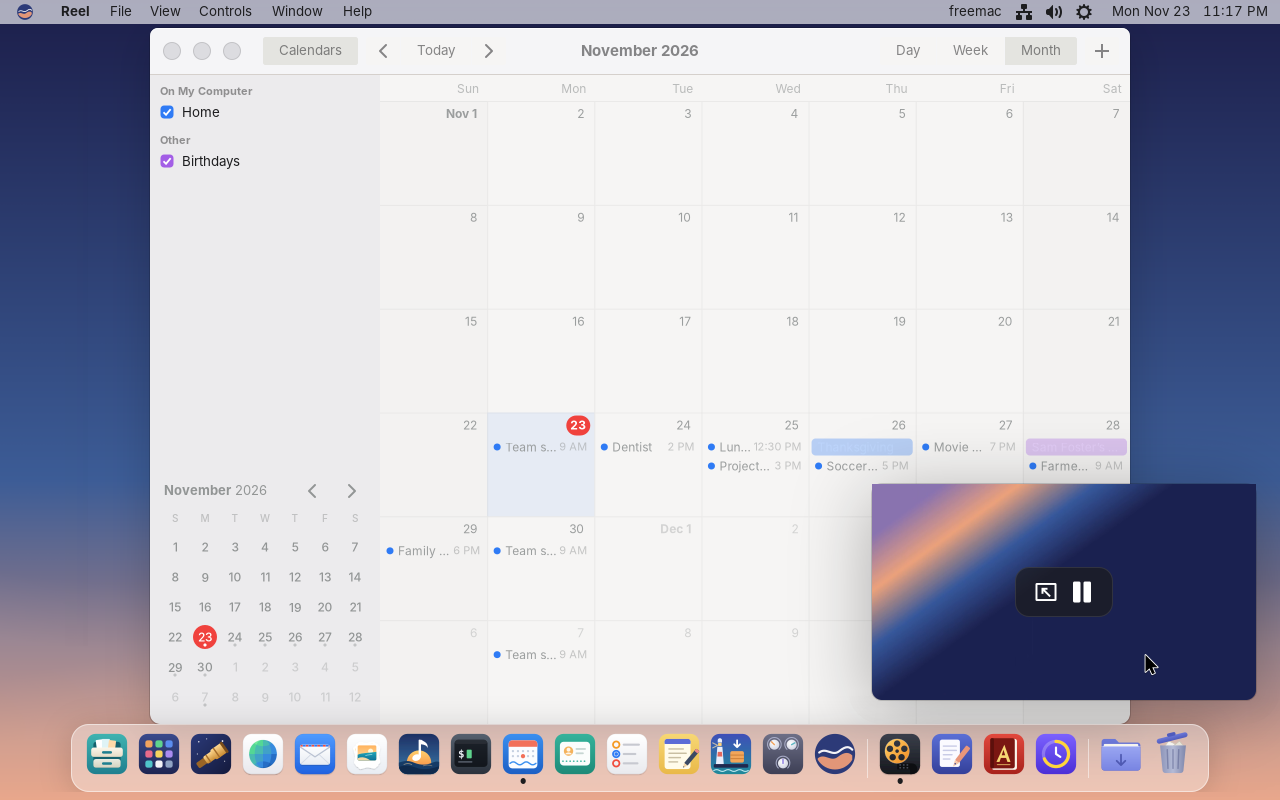 Reel File View Controls Window Help freemac Mon Nov 23 11:17 PM
Calendars Today November 2026 Day Week Month
On My Computer
Home
Other
Birthdays
Sun Mon Tue Wed Thu Fri Sat
Nov 1 2 3 4 5 6 7
8 9 10 11 12 13 14
15 16 17 18 19 20 21
22 23 24 25 26 27 28
Team s... 9 AM Dentist 2 PM Lun... 12:30 PM Thanksgiving Movie ... 7 PM
Project... 3 PM Soccer... 5 PM Farme... 9 AM
29 30 Dec 1 2
Family ... 6 PM Team s... 9 AM
6 7 8 9
Team s... 9 AM
November 2026
S M T W T F S
1 2 3 4 5 6 7
8 9 10 11 12 13 14
15 16 17 18 19 20 21
22 23 24 25 26 27 28
29 30 1 2 3 4 5
6 7 8 9 10 11 12